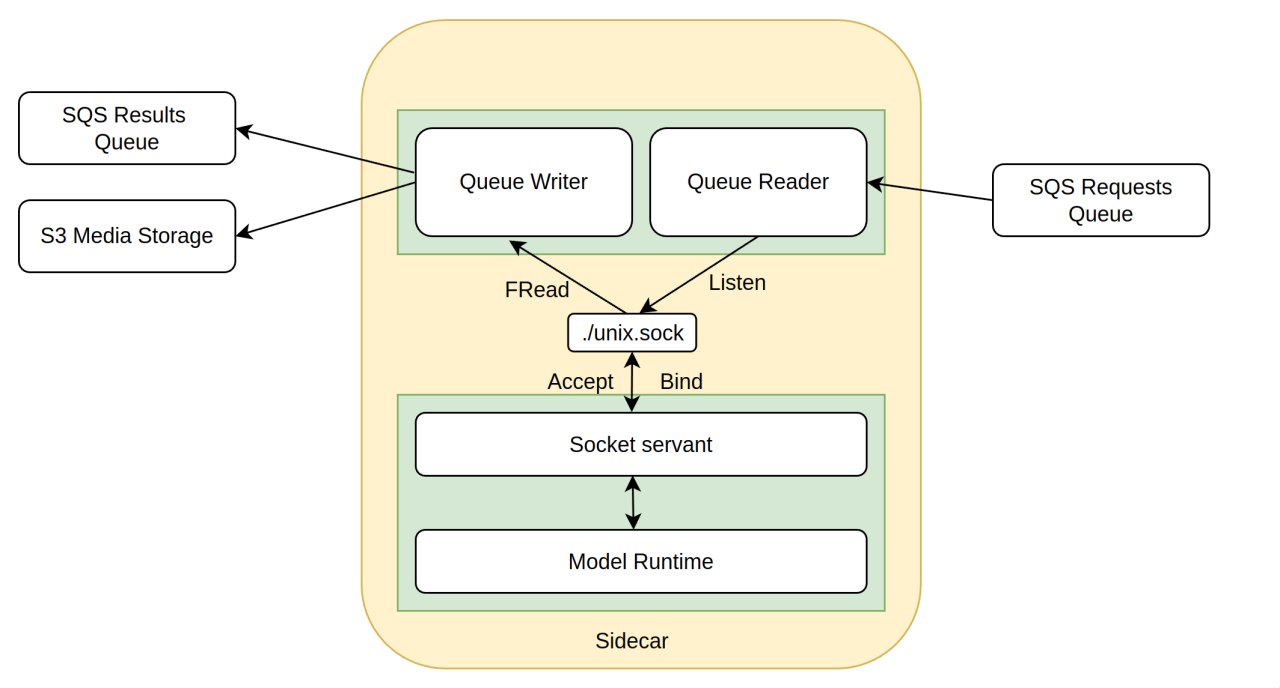 SQS Results
Queue
S3 Media Storage
Queue Writer
Queue Reader
SQS Requests
Queue
FRead
Listen
./unix.sock
Accept
Bind
Socket servant
Model Runtime
Sidecar